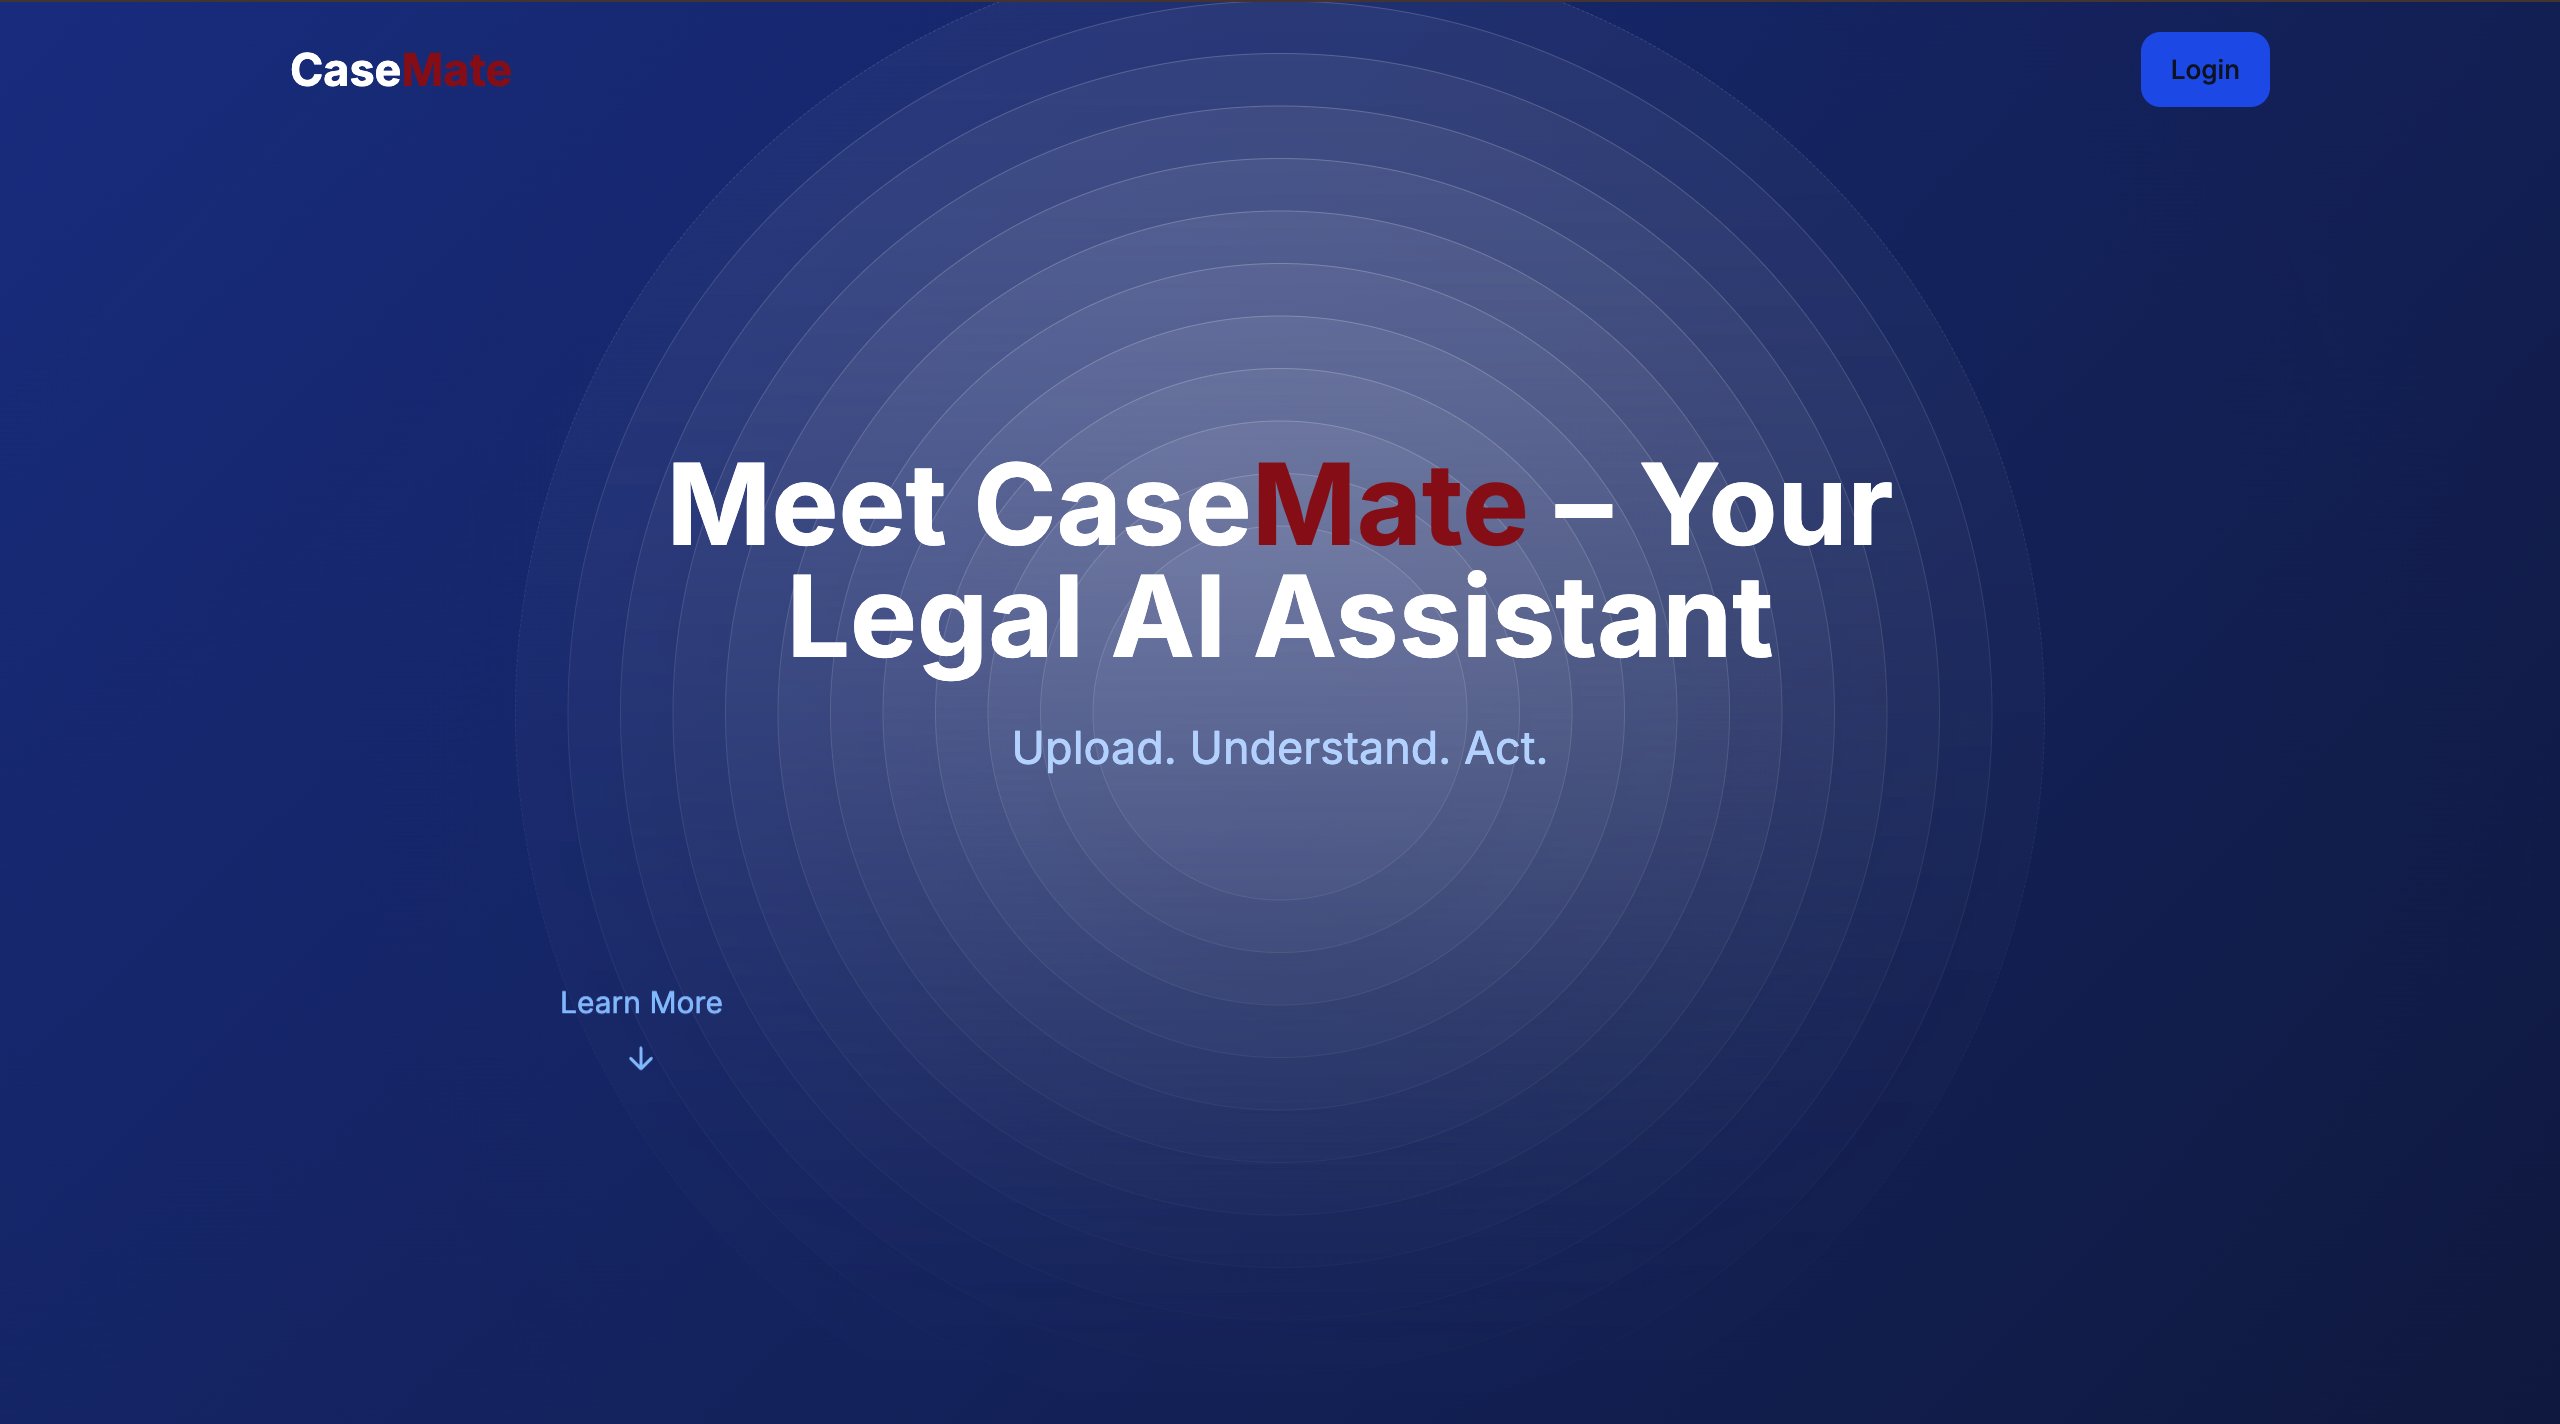 CaseMate
Login
Meet CaseMate – Your
Legal AI Assistant
Upload. Understand. Act.
Learn More